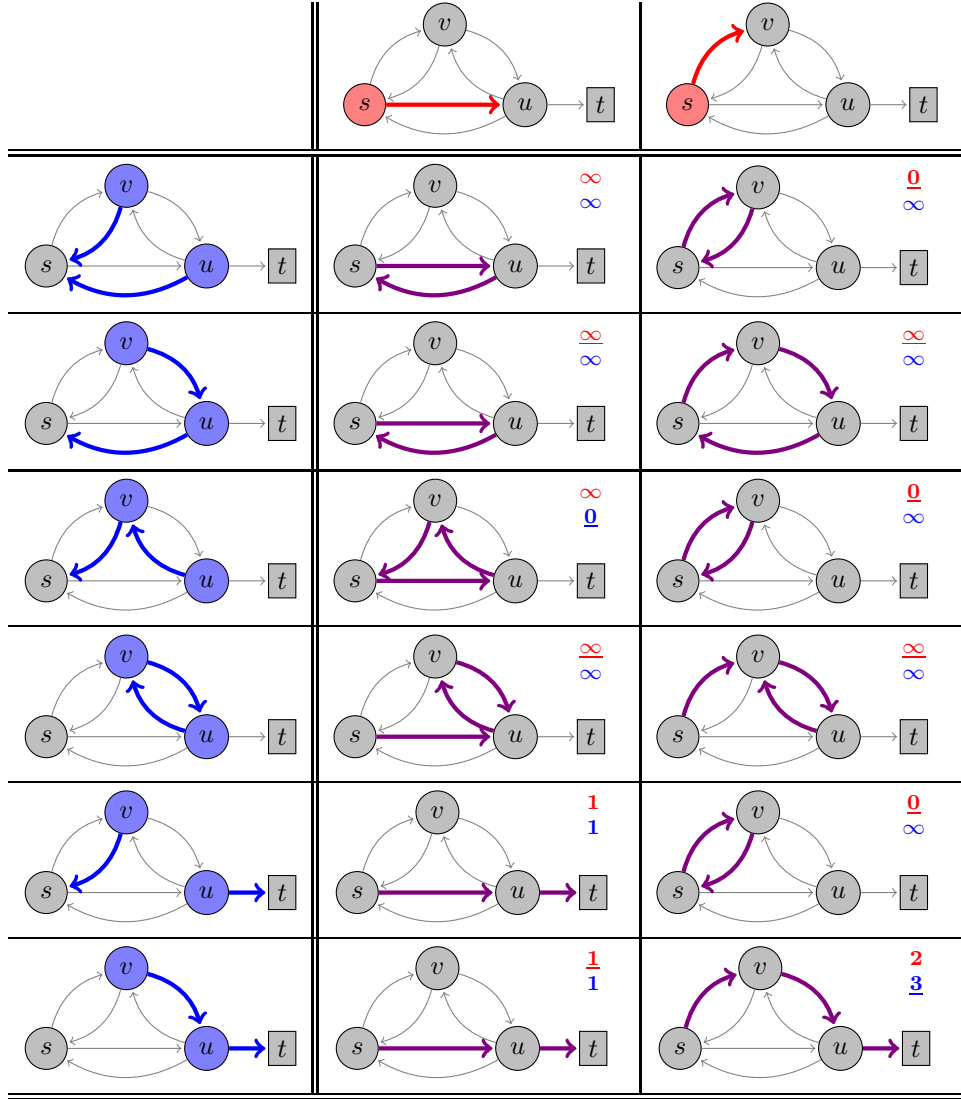 v v
s u t s u t
v v ∞ v 0
∞ ∞
s u t s u t s u t
v v ∞ v ∞
∞ ∞
s u t s u t s u t
v v ∞ v 0
0 ∞
s u t s u t s u t
v v ∞ v ∞
∞ ∞
s u t s u t s u t
v v 1 v 0
1 ∞
s u t s u t s u t
v v 1 v 2
1 3
s u t s u t s u t